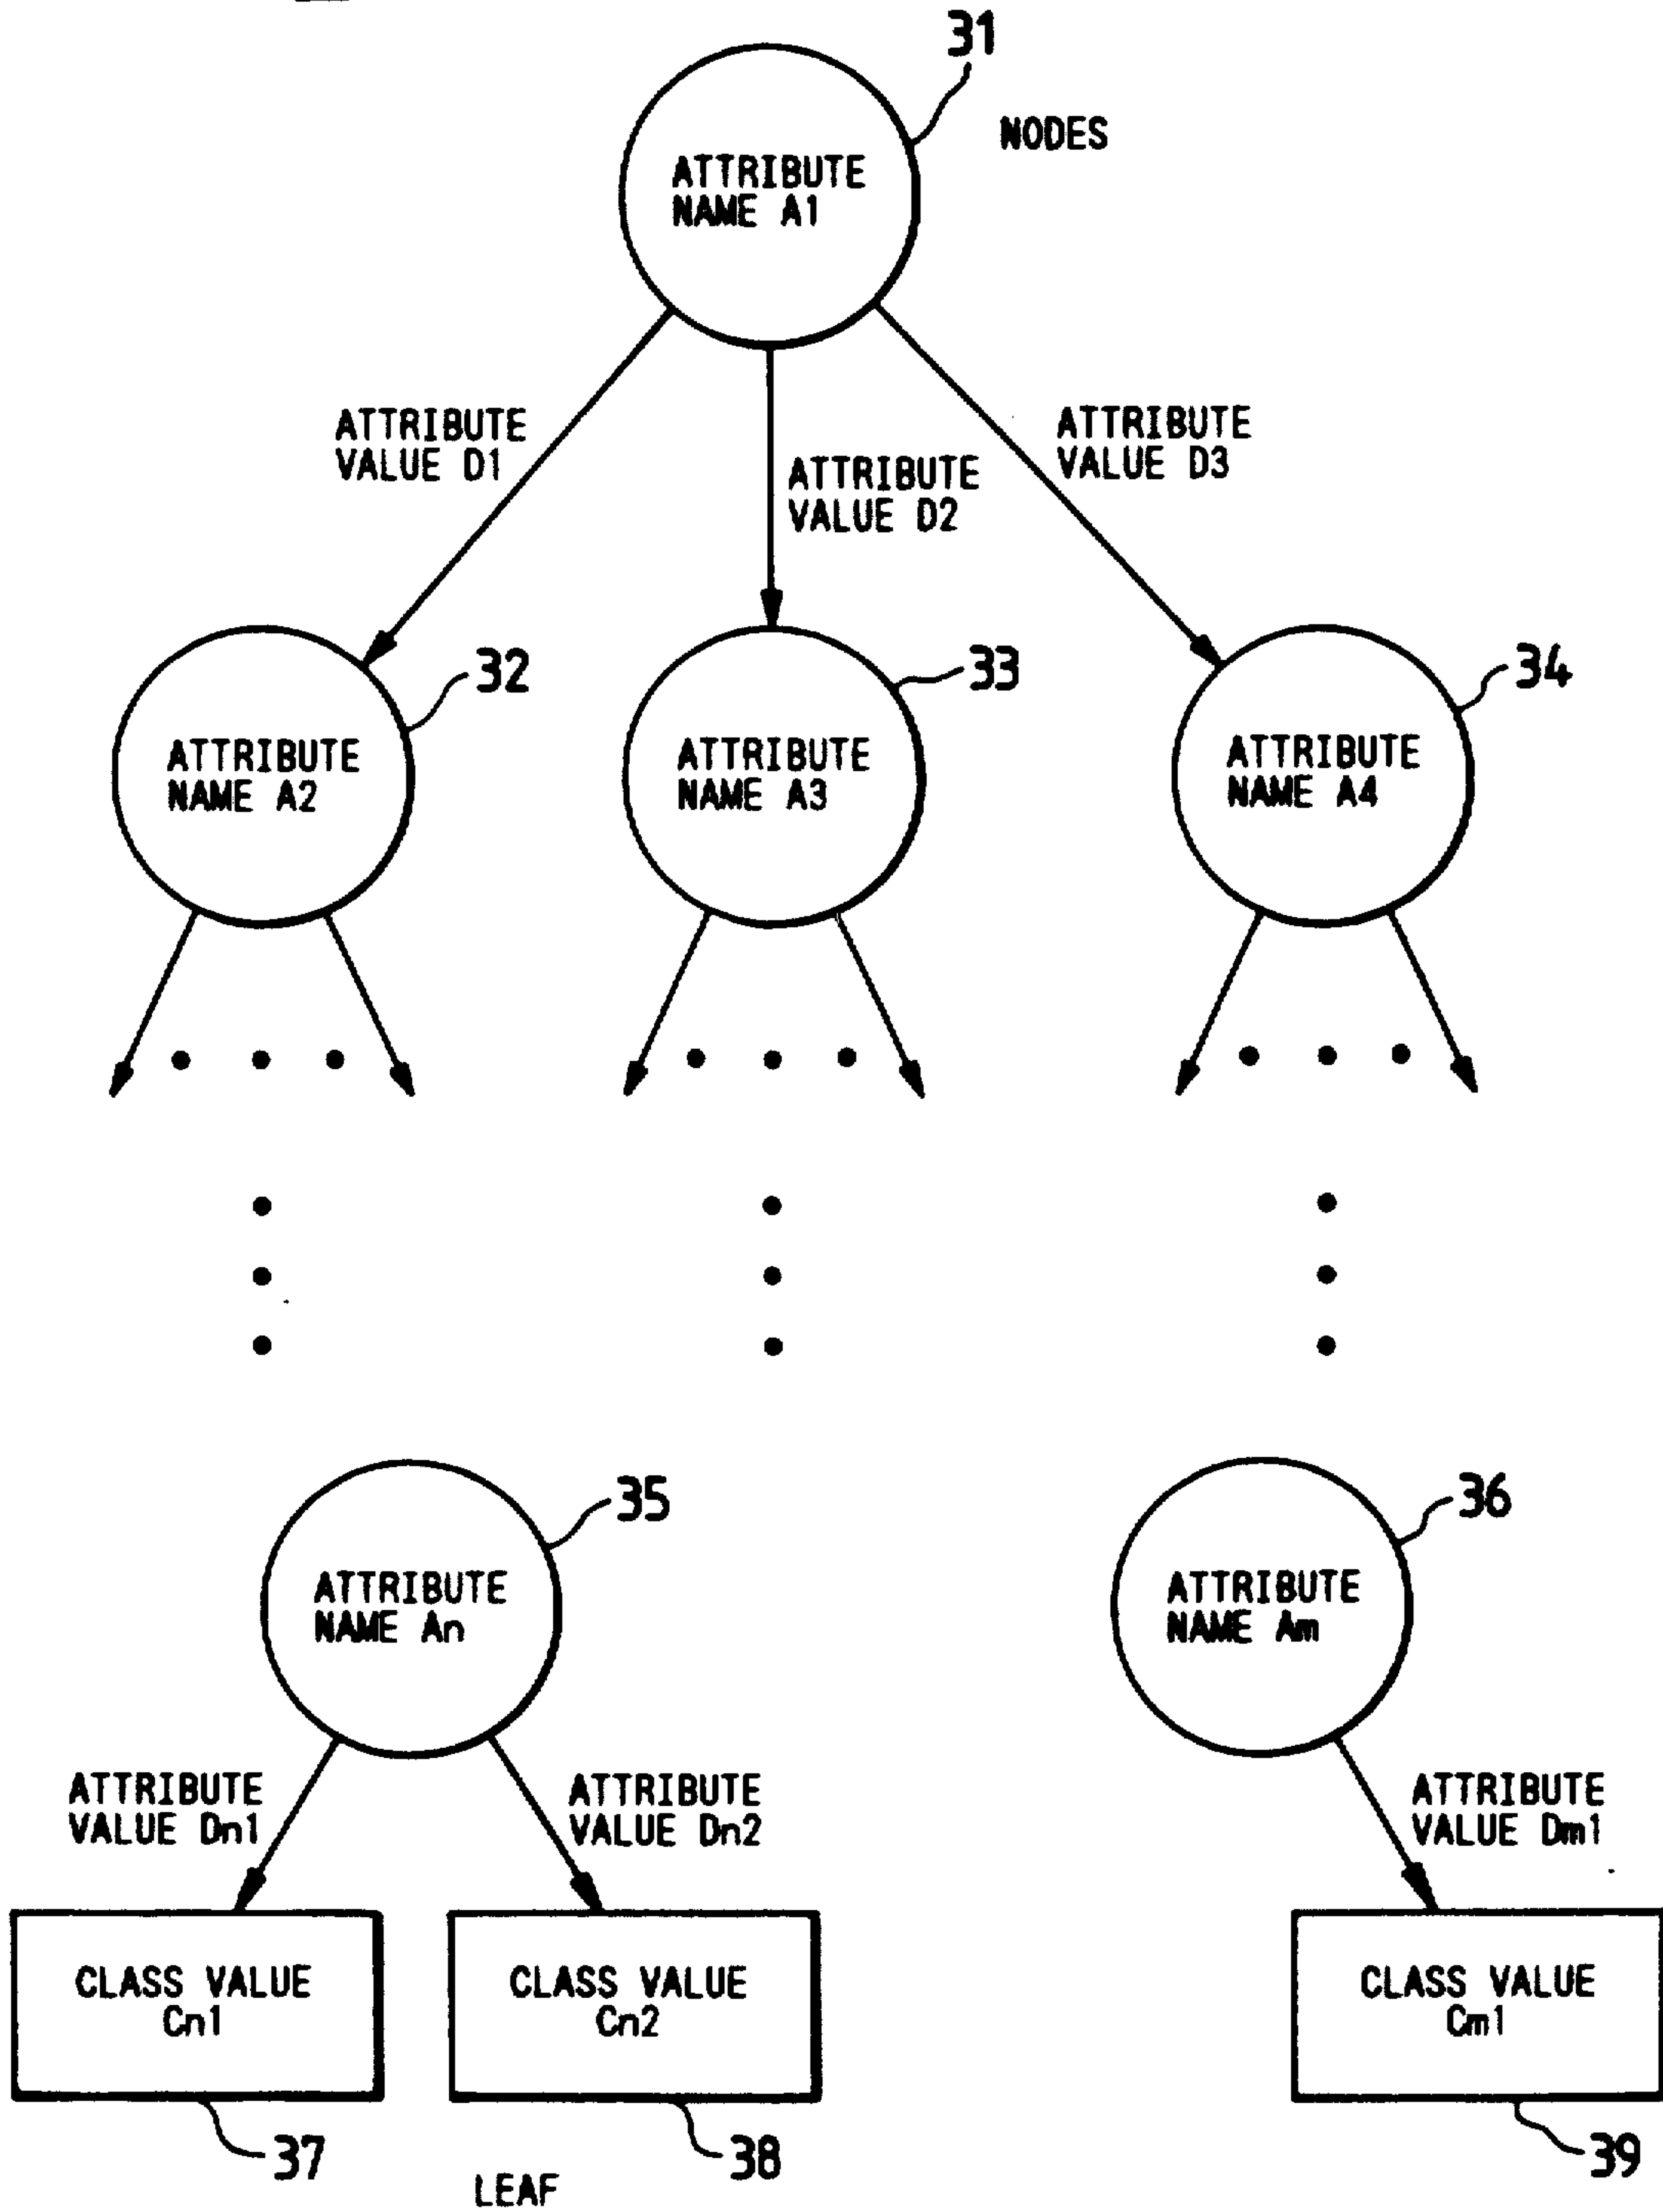 31
NODES
ATTRIBUTE
NAME A1
ATTRIBUTE
VALUE D1
ATTRIBUTE
VALUE D2
ATTRIBUTE
VALUE D3
32
33
34
ATTRIBUTE
NAME A2
ATTRIBUTE
NAME A3
ATTRIBUTE
NAME A4
35
36
ATTRIBUTE
NAME An
ATTRIBUTE
NAME Am
ATTRIBUTE
VALUE Dn1
ATTRIBUTE
VALUE Dn2
ATTRIBUTE
VALUE Dm1
CLASS VALUE
Cn1
CLASS VALUE
Cn2
CLASS VALUE
Cm1
37
38
39
LEAF